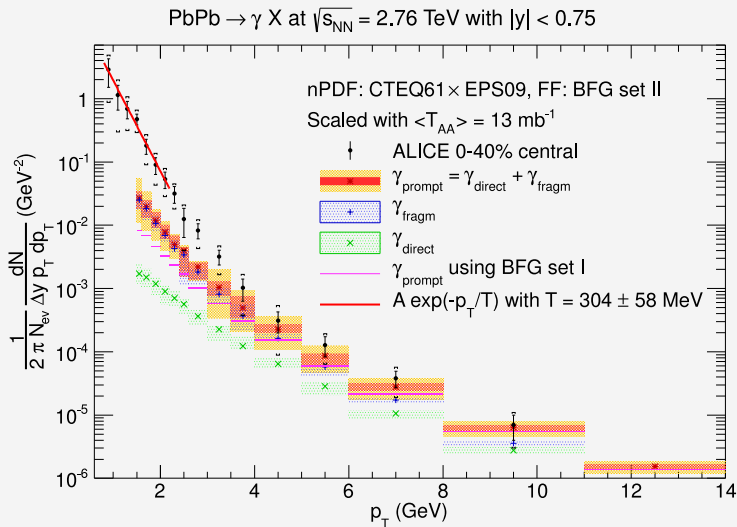 PbPb → γ X at √s_NN = 2.76 TeV with |y| < 0.75
nPDF: CTEQ61 × EPS09, FF: BFG set II
Scaled with <T_AA> = 13 mb^-1
ALICE 0-40% central
γ_prompt = γ_direct + γ_fragm
γ_fragm
γ_direct
γ_prompt using BFG set I
A exp(-p_T/T) with T = 304 ± 58 MeV
1/(2 π N_ev) dN/(Δy p_T dp_T) (GeV^-2)
1
10^-1
10^-2
10^-3
10^-4
10^-5
10^-6
2 4 6 8 10 12 14
p_T (GeV)